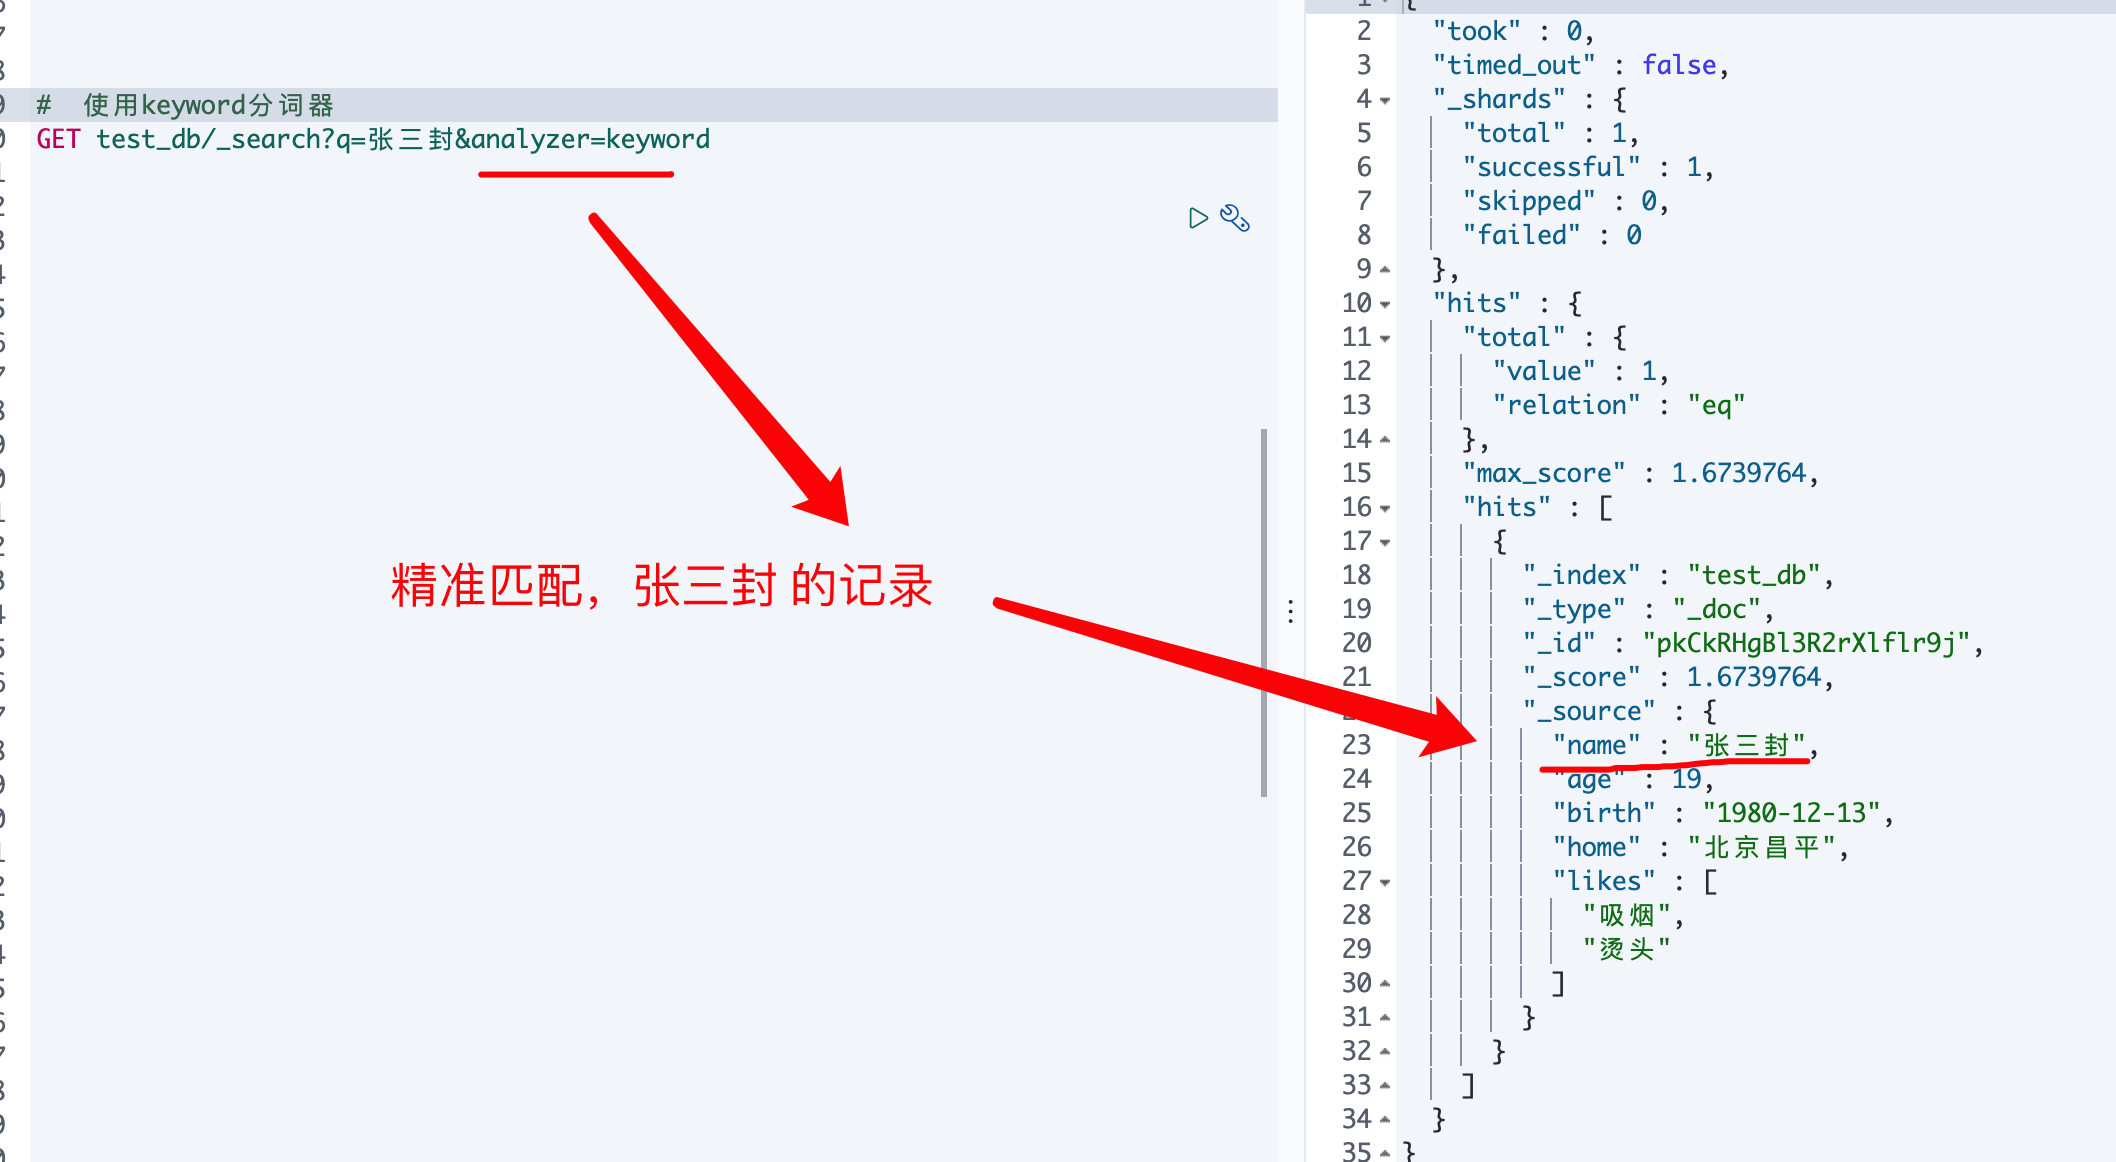 #  使用keyword分词器
GET test_db/_search?q=张三封&analyzer=keyword
精准匹配，张三封 的记录
1 {
2 "took" : 0,
3 "timed_out" : false,
4 "_shards" : {
5 "total" : 1,
6 "successful" : 1,
7 "skipped" : 0,
8 "failed" : 0
9 },
10 "hits" : {
11 "total" : {
12 "value" : 1,
13 "relation" : "eq"
14 },
15 "max_score" : 1.6739764,
16 "hits" : [
17 {
18 "_index" : "test_db",
19 "_type" : "_doc",
20 "_id" : "pkCkRHgBl3R2rXlflr9j",
21 "_score" : 1.6739764,
"_source" : {
23 "name" : "张三封",
24 "age" : 19,
25 "birth" : "1980-12-13",
26 "home" : "北京昌平",
27 "likes" : [
28 "吸烟",
29 "烫头"
30 ]
31 }
32 }
33 ]
34 }
35 }